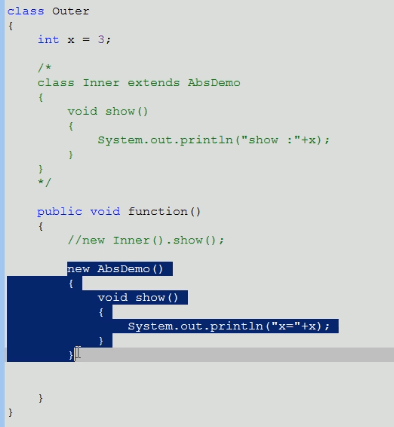 class Outer
{
int x = 3;
/*
class Inner extends AbsDemo
{
void show()
{
System.out.println("show :"+x);
}
}
*/
public void function()
{
//new Inner().show();
new AbsDemo()
{
void show()
{
System.out.println("x="+x);
}
}
}
}